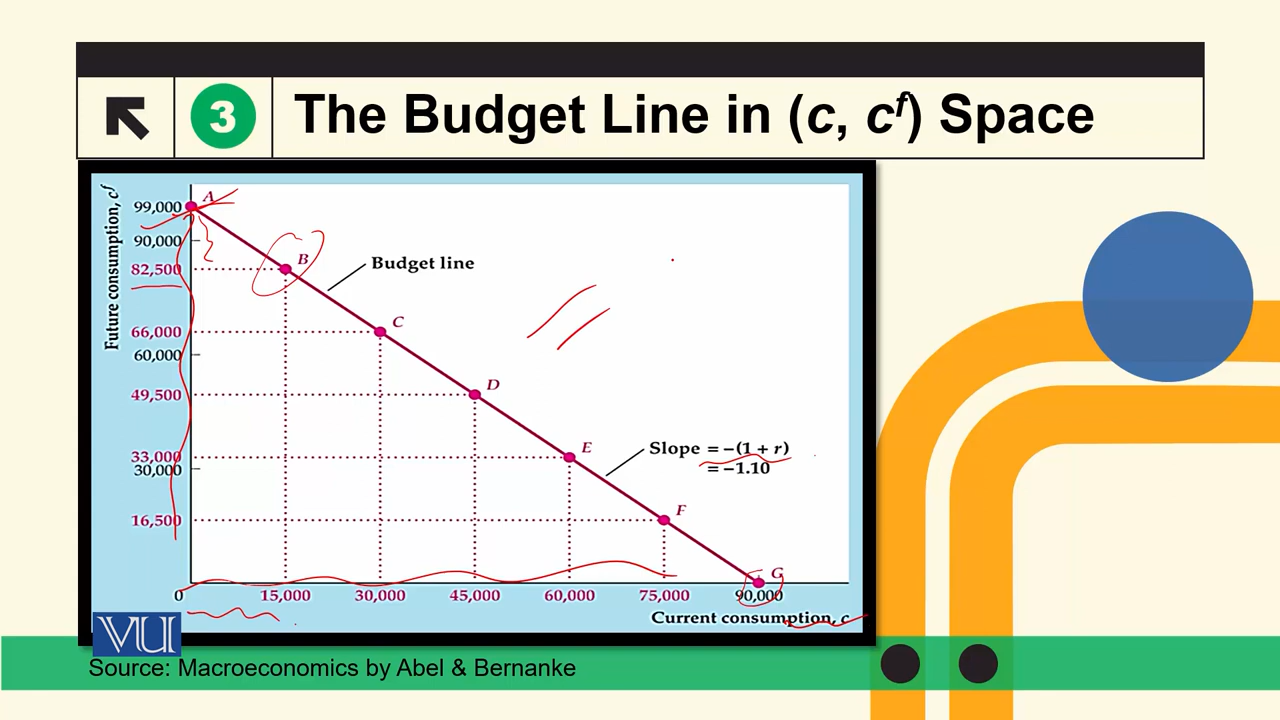 3
The Budget Line in (c, cᶠ) Space
Future consumption, cᶠ
99,000
90,000
82,500
66,000
60,000
49,500
33,000
30,000
16,500
0
A
B
C
D
E
F
G
Budget line
Slope = −(1 + r)
= −1.10
15,000
30,000
45,000
60,000
75,000
90,000
Current consumption, c
VU
Source: Macroeconomics by Abel & Bernanke